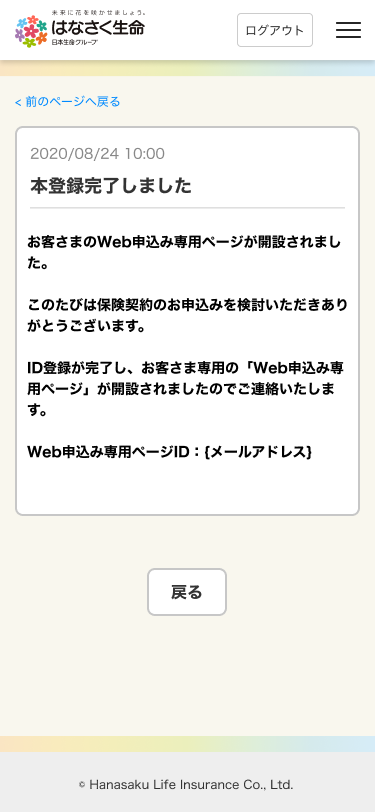 未来に花を咲かせましょう。
はなさく生命
日本生命グループ
ログアウト
< 前のページへ戻る
2020/08/24 10:00
本登録完了しました
お客さまのWeb申込み専用ページが開設されまし
た。
このたびは保険契約のお申込みを検討いただきあり
がとうございます。
ID登録が完了し、お客さま専用の「Web申込み専
用ページ」が開設されましたのでご連絡いたしま
す。
Web申込み専用ページID：{メールアドレス}
戻る
© Hanasaku Life Insurance Co., Ltd.